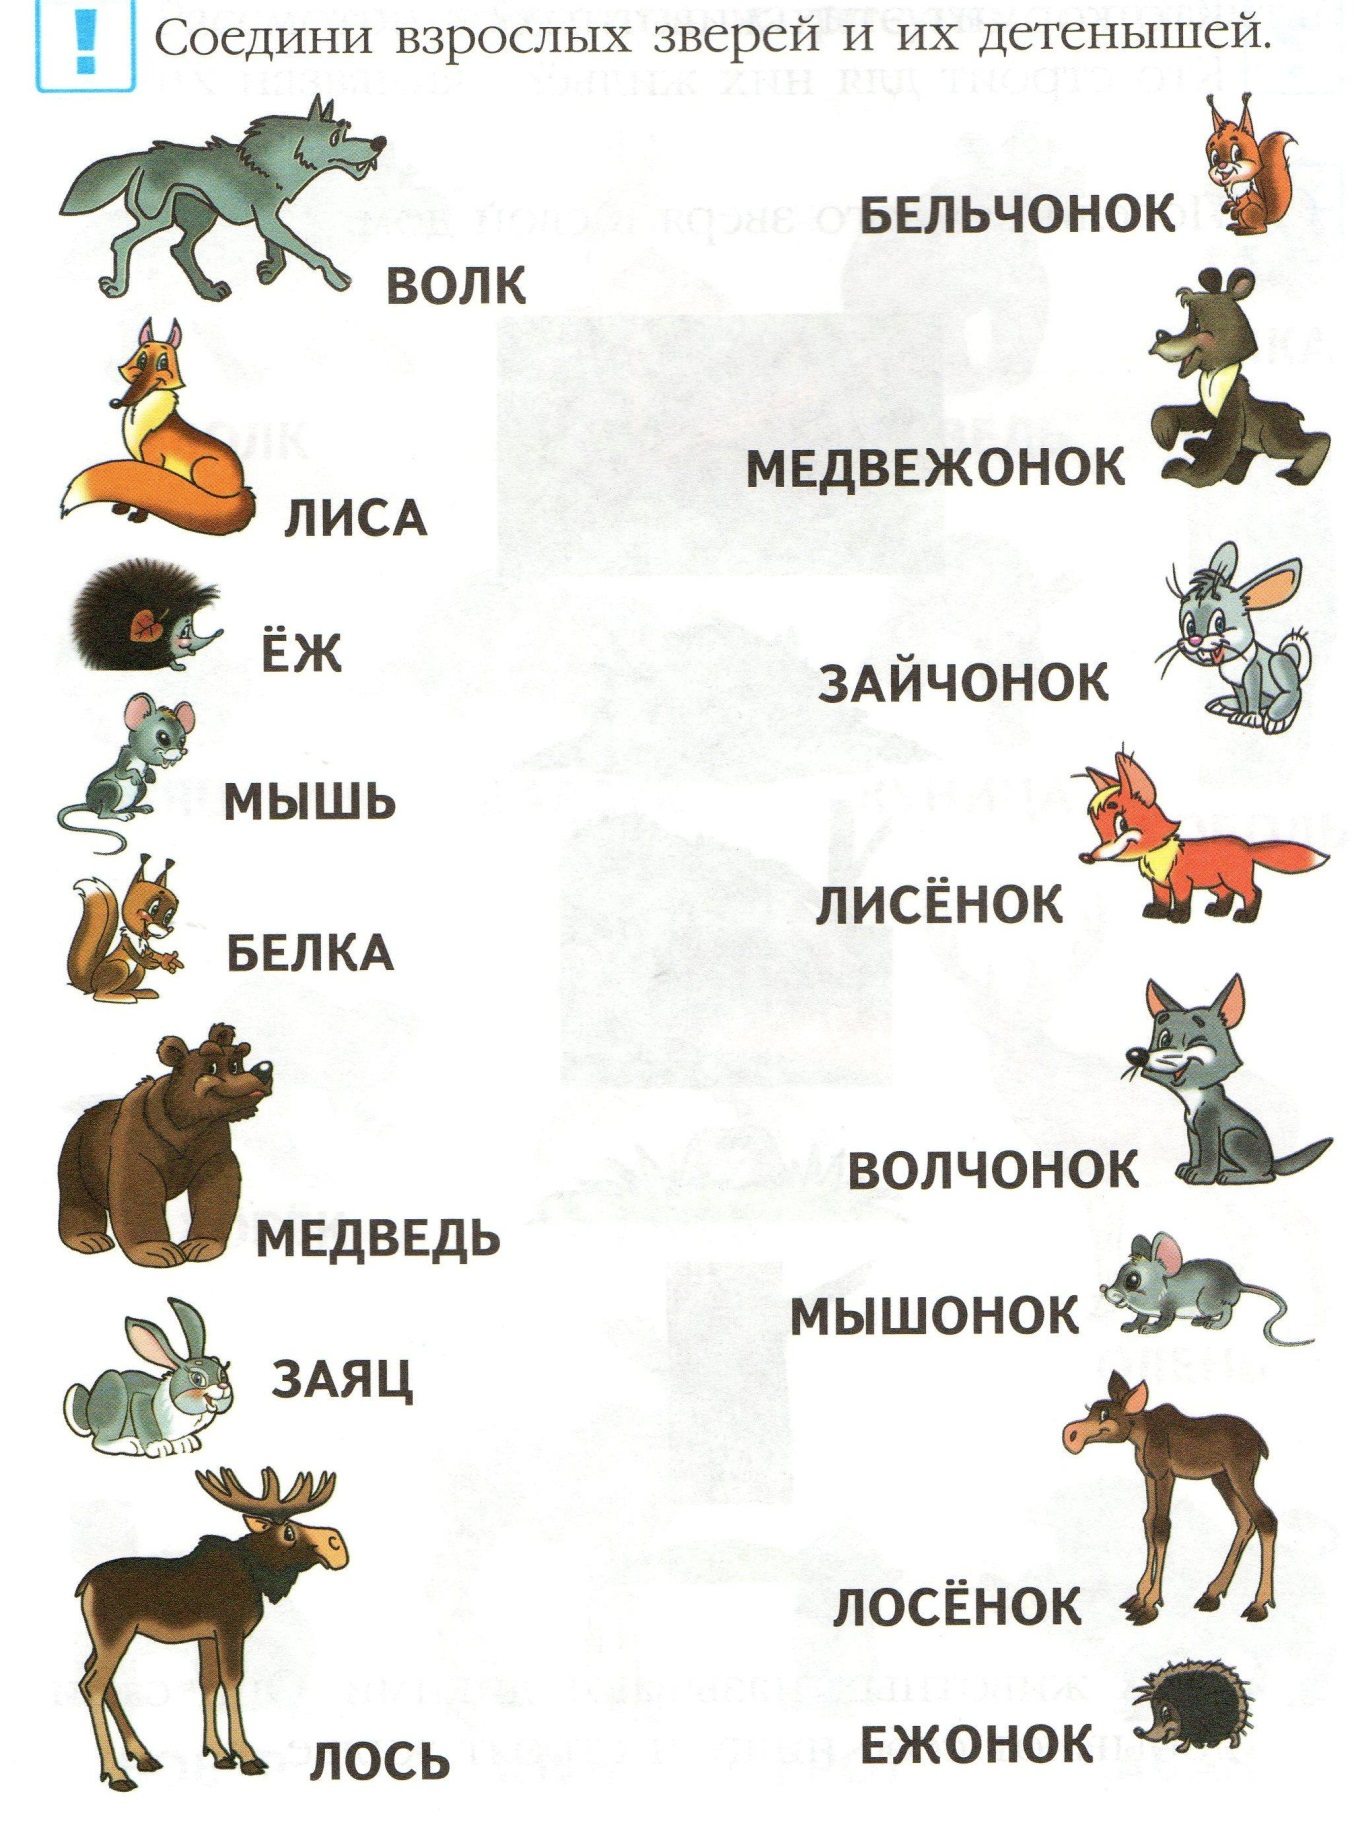 ! Соедини взрослых зверей и их детенышей.
БЕЛЬЧОНОК
ВОЛК
МЕДВЕЖОНОК
ЛИСА
ЁЖ
ЗАЙЧОНОК
МЫШЬ
ЛИСЁНОК
БЕЛКА
ВОЛЧОНОК
МЕДВЕДЬ
МЫШОНОК
ЗАЯЦ
ЛОСЁНОК
ЕЖОНОК
ЛОСЬ